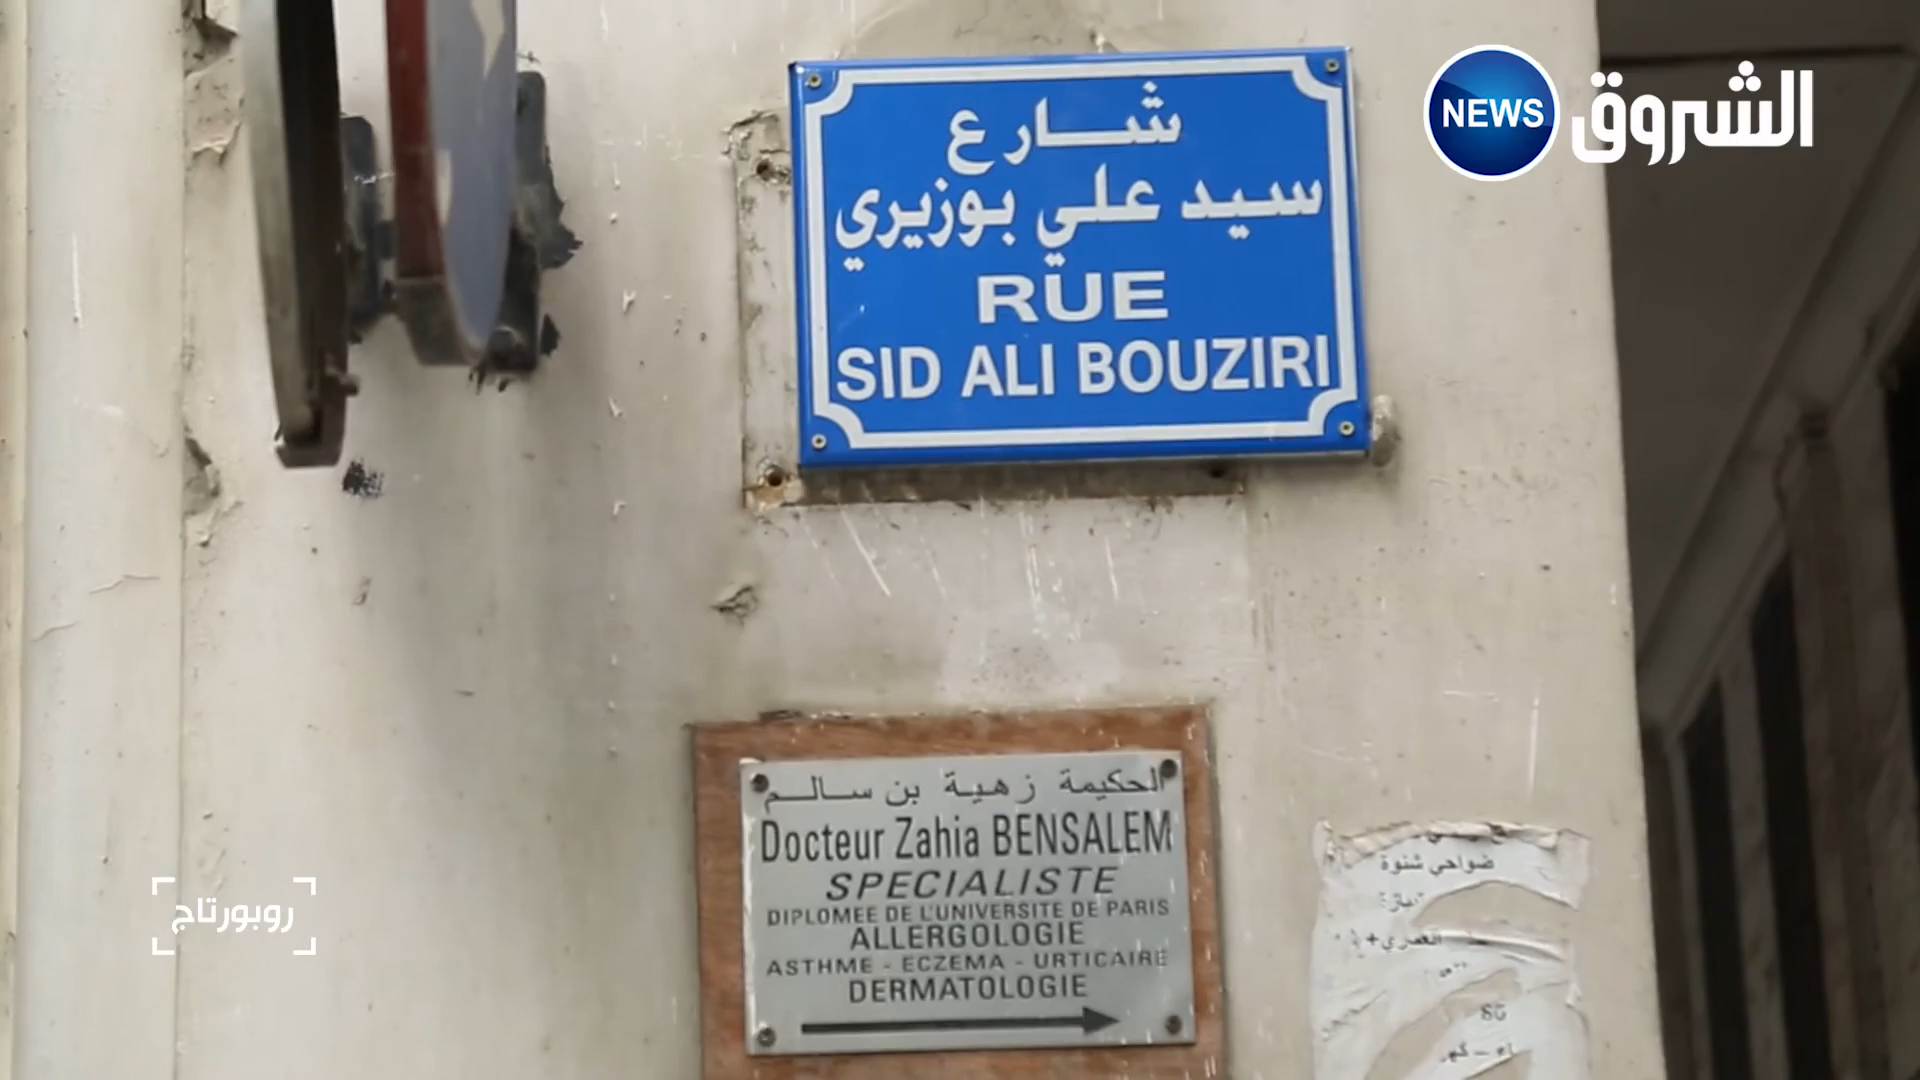 شارع
سيد علي بوزيري
RUE
SID ALI BOUZIRI
NEWS الشروق
الحكيمة زهية بن سالم
Docteur Zahia BENSALEM
SPECIALISTE
DIPLOMEE DE L'UNIVERSITE DE PARIS
ALLERGOLOGIE
ASTHME - ECZEMA - URTICAIRE
DERMATOLOGIE
روبورتاج
ضواحي شنوة